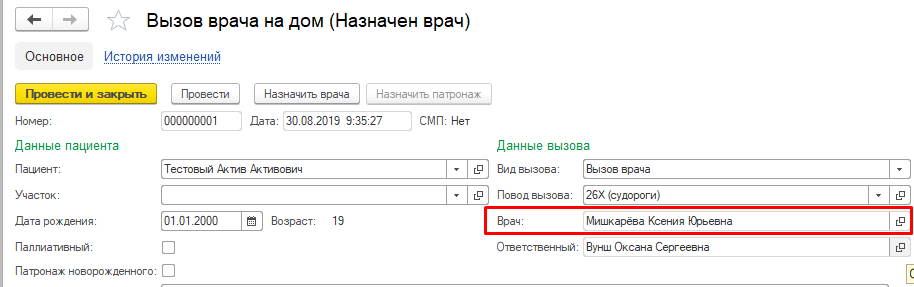 Вызов врача на дом (Назначен врач)
Основное История изменений
Провести и закрыть Провести Назначить врача Назначить патронаж
Номер: 000000001 Дата: 30.08.2019 9:35:27 СМП: Нет
Данные пациента Данные вызова
Пациент: Тестовый Актив Активович Вид вызова: Вызов врача
Участок: Повод вызова: 26Х (судороги)
Дата рождения: 01.01.2000 Возраст: 19 Врач: Мишкарёва Ксения Юрьевна
Паллиативный: Ответственный: Вунш Оксана Сергеевна
Патронаж новорожденного: